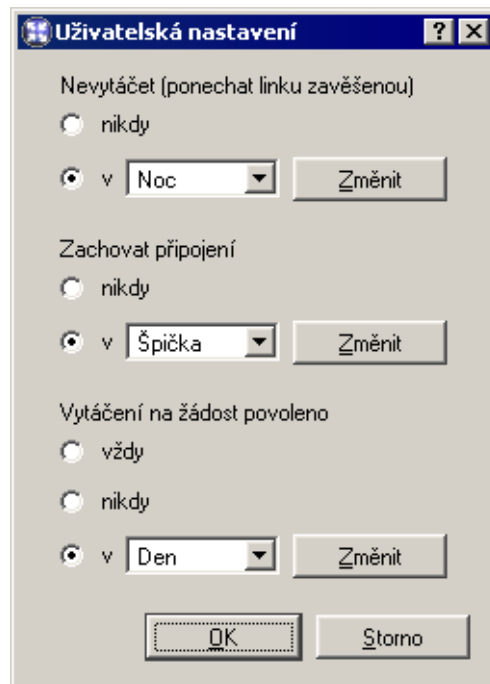 Uživatelská nastavení
Nevytáčet (ponechat linku zavěšenou)
nikdy
v Noc Změnit
Zachovat připojení
nikdy
v Špička Změnit
Vytáčení na žádost povoleno
vždy
nikdy
v Den Změnit
OK Storno